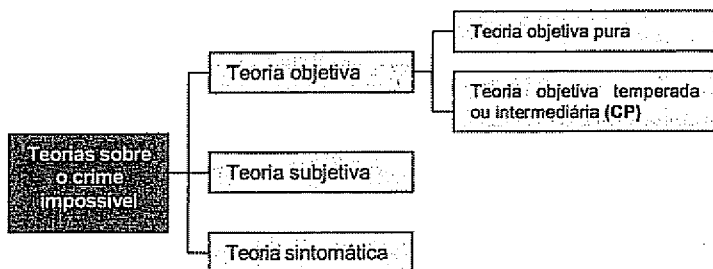 Teorias sobre
o crime
impossível
Teoria objetiva
Teoria objetiva pura
Teoria objetiva temperada
ou intermediária (CP)
Teoria subjetiva
Teoria sintomática